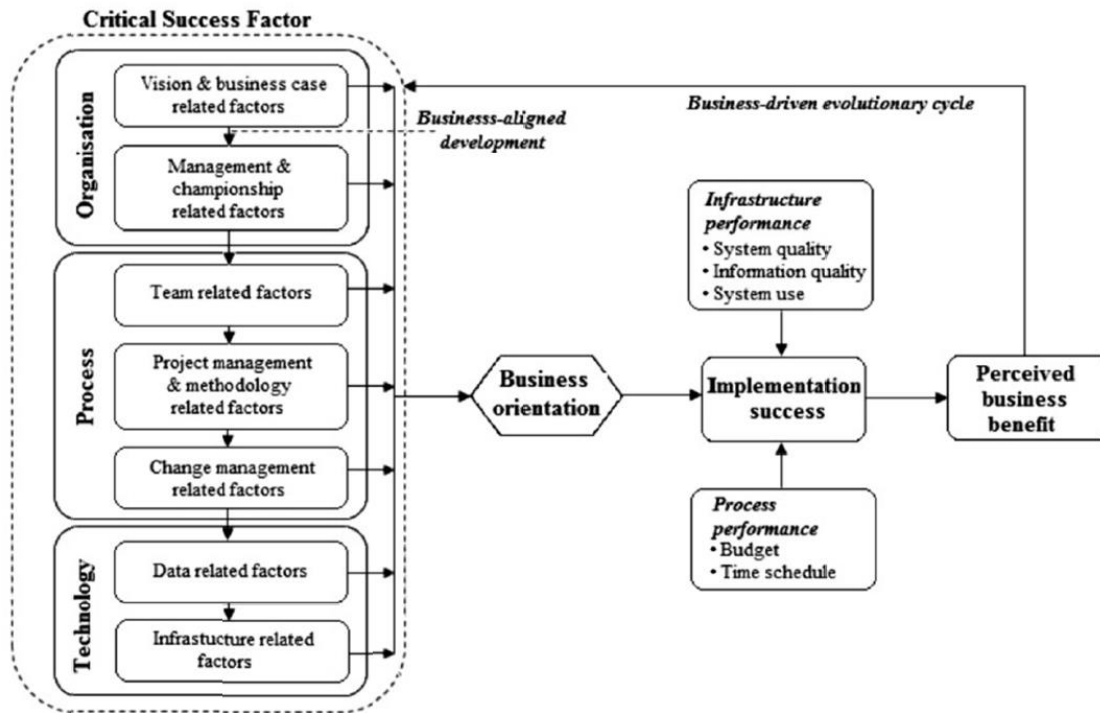 Critical Success Factor
Organisation
Vision & business case
related factors
Management &
championship
related factors
Process
Team related factors
Project management
& methodology
related factors
Change management
related factors
Technology
Data related factors
Infrastucture related
factors
Businesss-aligned
development
Business-driven evolutionary cycle
Business
orientation
Infrastructure
performance
• System quality
• Information quality
• System use
Implementation
success
Process
performance
• Budget
• Time schedule
Perceived
business
benefit